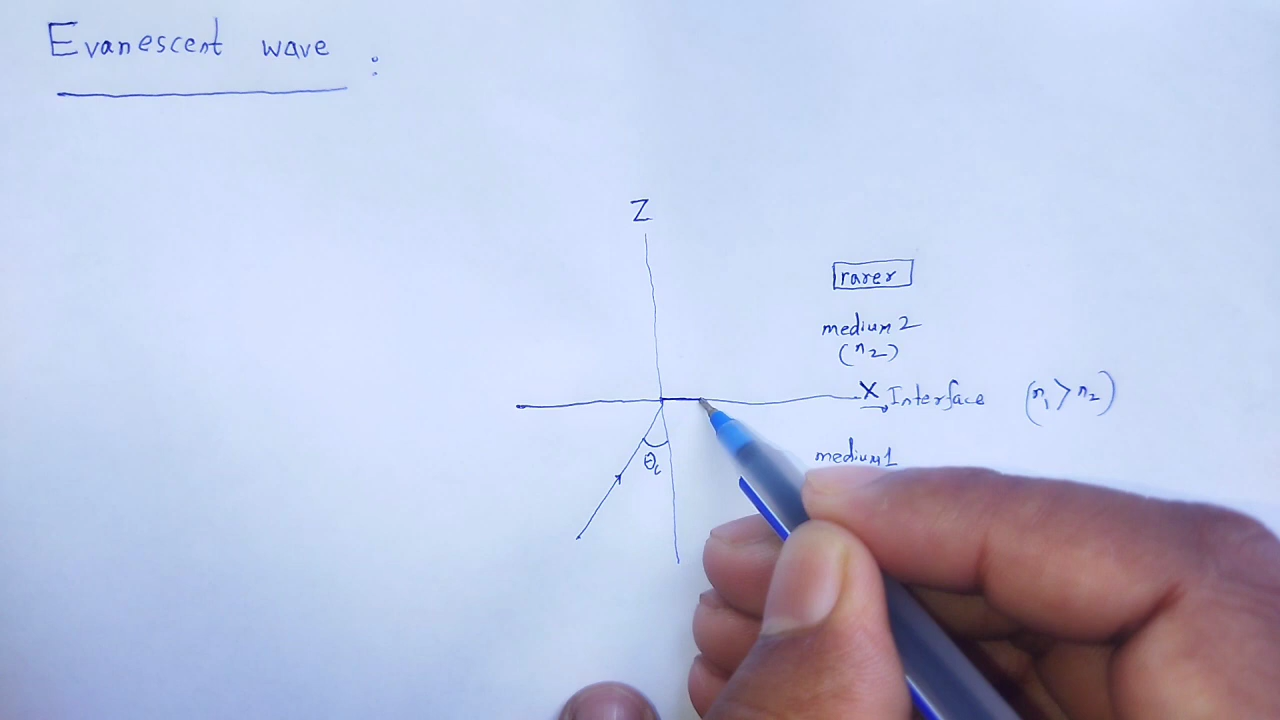 Evanescent wave :
Z
rarer
medium 2
(n2)
X Interface (n1 > n2)
medium 1
θc